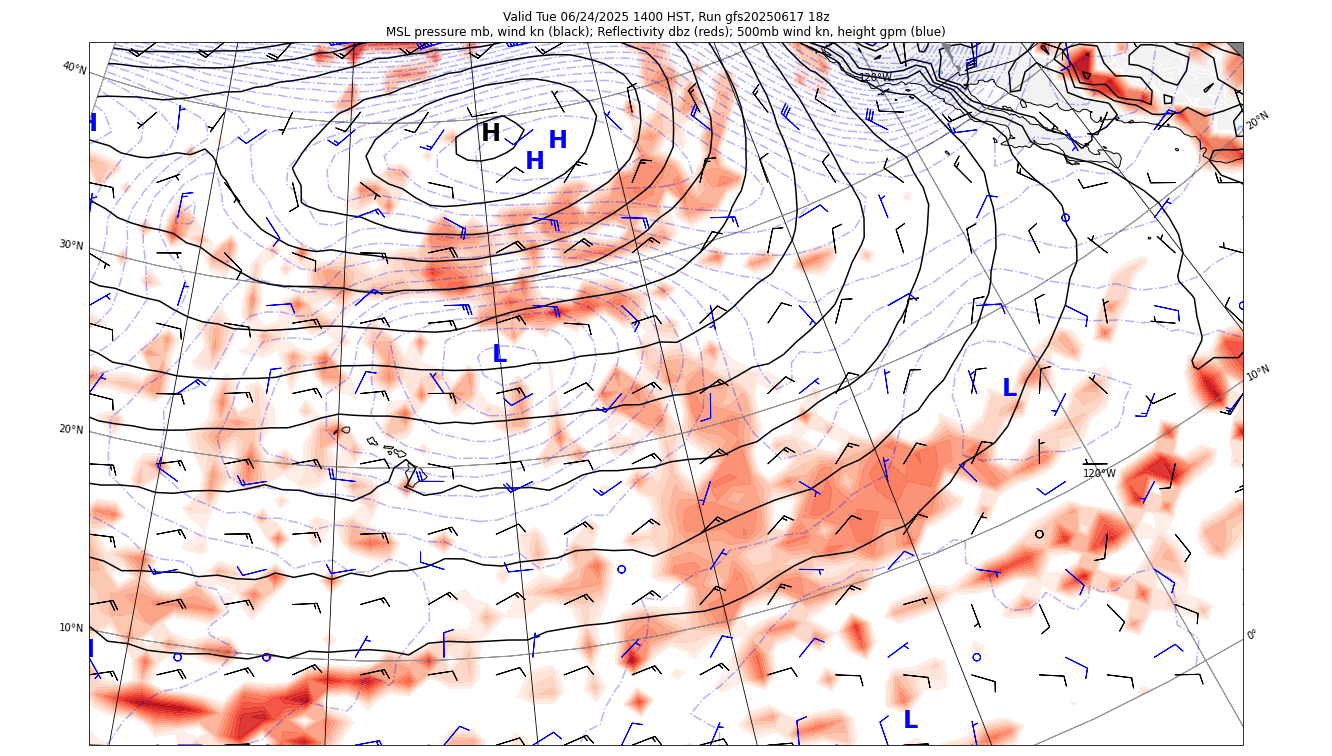 Valid Tue 06/24/2025 1400 HST, Run gfs20250617 18z
MSL pressure mb, wind kn (black); Reflectivity dbz (reds); 500mb wind kn, height gpm (blue)
40°N
120°W
20°N
H
H
H
H
30°N
L
10°N
L
20°N
120°W
10°N
0°
L